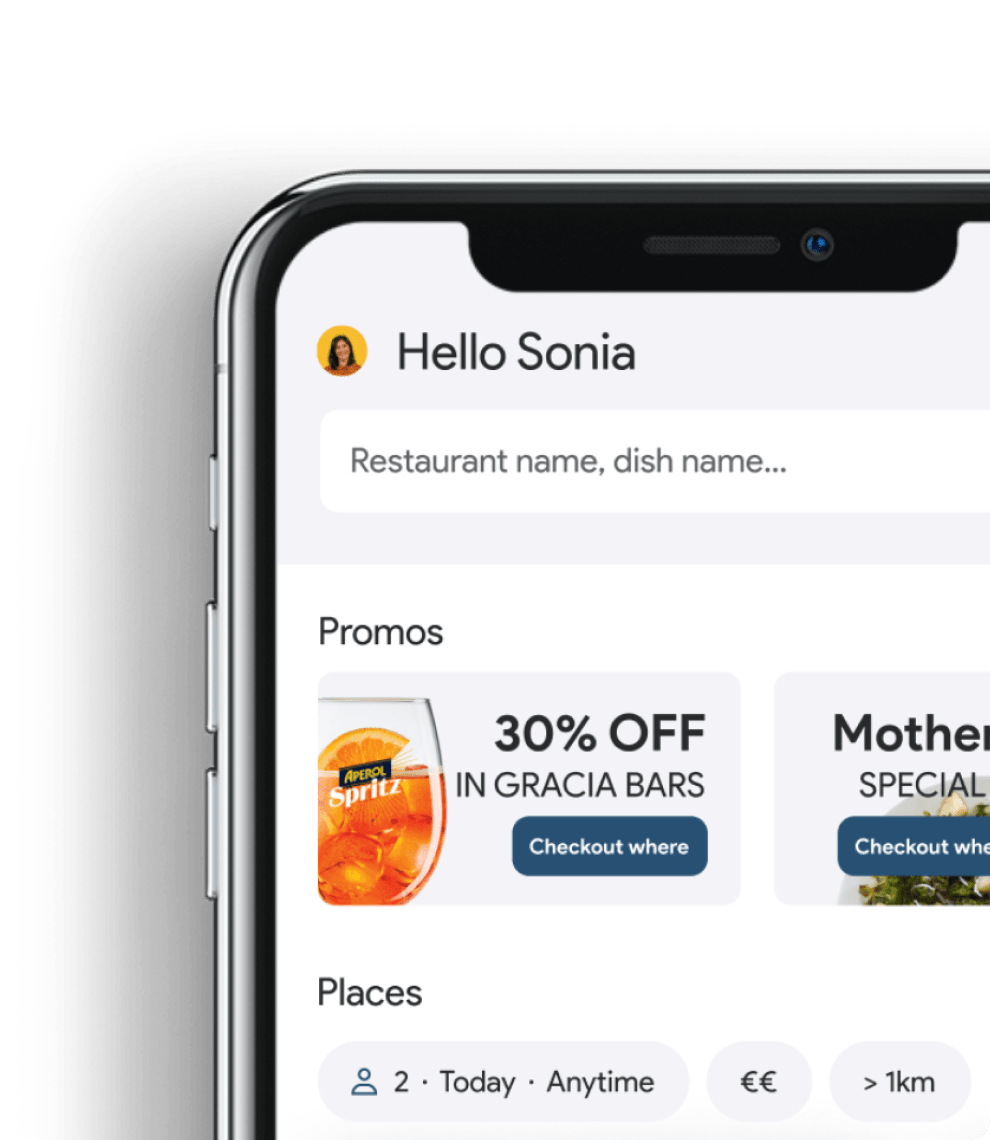 Hello Sonia
Restaurant name, dish name...
Promos
30% OFF
IN GRACIA BARS
Checkout where
APEROL
Spritz
Mother
SPECIAL
Checkout whe
Places
2 · Today · Anytime
€€
> 1km